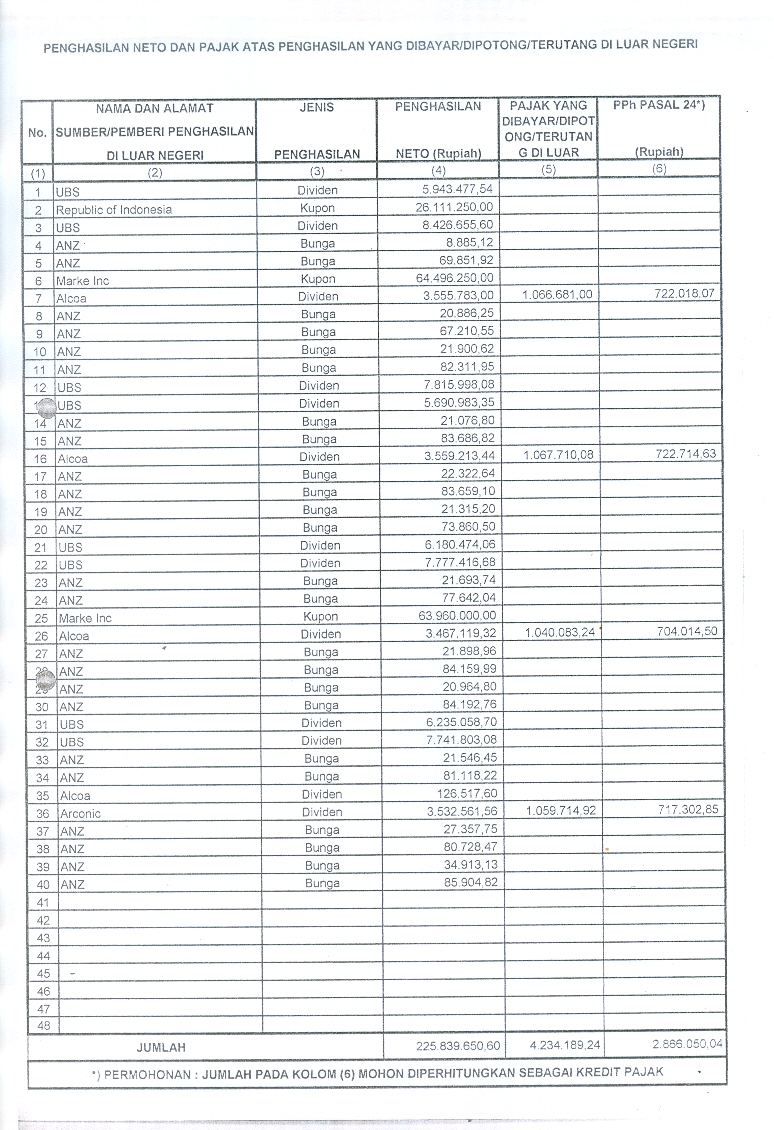 PENGHASILAN NETO DAN PAJAK ATAS PENGHASILAN YANG DIBAYAR/DIPOTONG/TERUTANG DI LUAR NEGERI
No. NAMA DAN ALAMAT SUMBER/PEMBERI PENGHASILAN DI LUAR NEGERI JENIS PENGHASILAN PENGHASILAN NETO (Rupiah) PAJAK YANG DIBAYAR/DIPOT ONG/TERUTAN G DI LUAR PPh PASAL 24*) (Rupiah)
(1) (2) (3) (4) (5) (6)
1 UBS Dividen 5.943.477,54
2 Republic of Indonesia Kupon 26.111.250,00
3 UBS Dividen 8.426.655,60
4 ANZ Bunga 8.885,12
5 ANZ Bunga 69.851,92
6 Marke Inc Kupon 64.496.250,00
7 Alcoa Dividen 3.555.783,00 1.066.681,00 722.018,07
8 ANZ Bunga 20.886,25
9 ANZ Bunga 67.210,55
10 ANZ Bunga 21.900,62
11 ANZ Bunga 82.311,95
12 UBS Dividen 7.815.998,08
UBS Dividen 5.690.983,35
14 ANZ Bunga 21.076,80
15 ANZ Bunga 83.686,82
16 Alcoa Dividen 3.559.213,44 1.067.710,08 722.714,63
17 ANZ Bunga 22.322,64
18 ANZ Bunga 83.659,10
19 ANZ Bunga 21.315,20
20 ANZ Bunga 73.860,50
21 UBS Dividen 6.180.474,06
22 UBS Dividen 7.777.416,68
23 ANZ Bunga 21.693,74
24 ANZ Bunga 77.642,04
25 Marke Inc Kupon 63.960.000,00
26 Alcoa Dividen 3.467.119,32 1.040.083,24 704.014,50
27 ANZ Bunga 21.898,96
ANZ Bunga 84.159,99
ANZ Bunga 20.964,80
30 ANZ Bunga 84.192,76
31 UBS Dividen 6.235.058,70
32 UBS Dividen 7.741.803,08
33 ANZ Bunga 21.546,45
34 ANZ Bunga 81.118,22
35 Alcoa Dividen 126.517,60
36 Arconic Dividen 3.532.561,56 1.059.714,92 717.302,85
37 ANZ Bunga 27.357,75
38 ANZ Bunga 80.728,47
39 ANZ Bunga 34.913,13
40 ANZ Bunga 85.904,82
41
42
43
44
45 -
46
47
48
JUMLAH 225.839.650,60 4.234.189,24 2.866.050,04
*) PERMOHONAN : JUMLAH PADA KOLOM (6) MOHON DIPERHITUNGKAN SEBAGAI KREDIT PAJAK